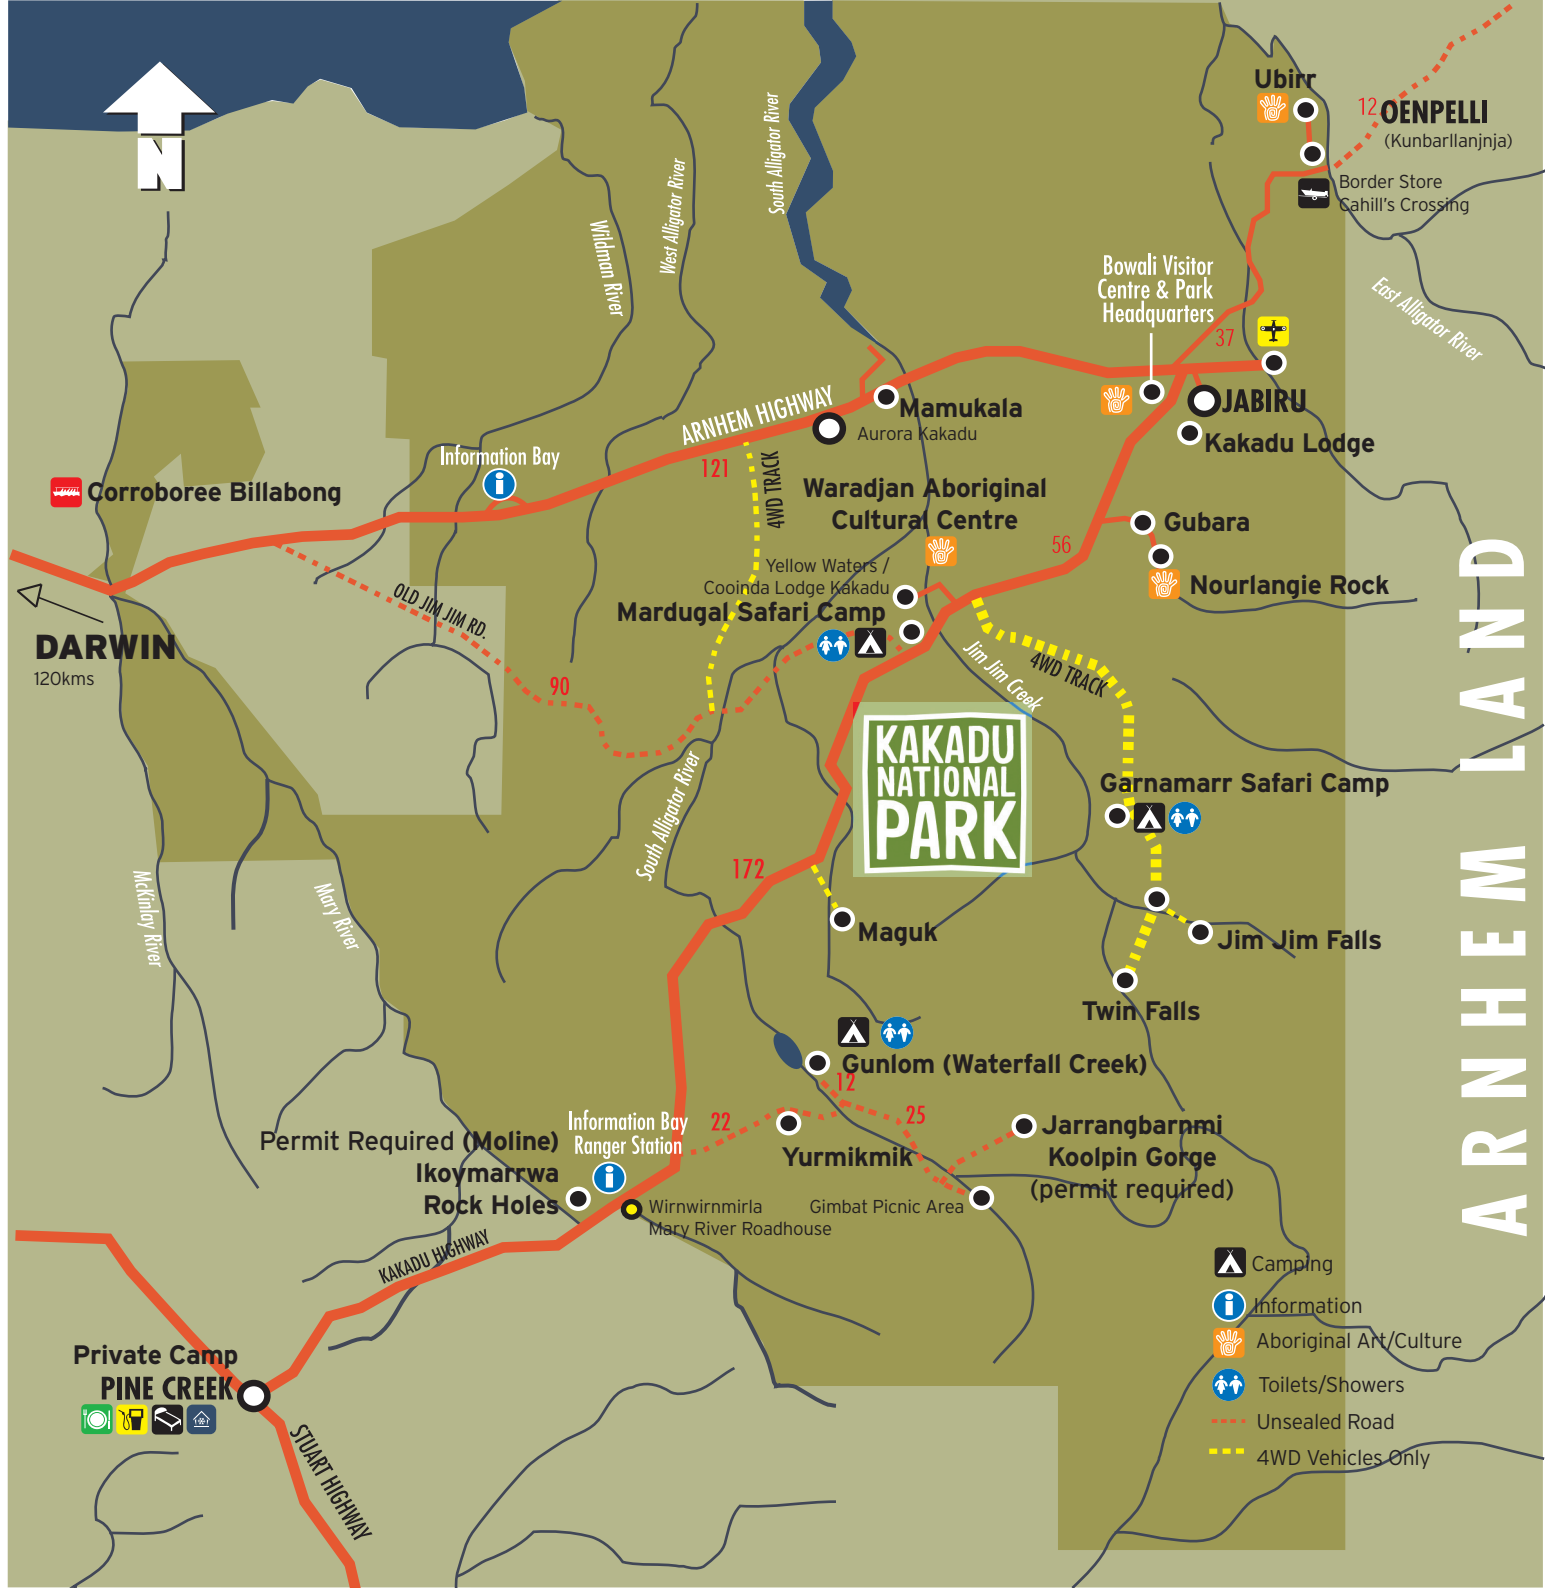 N
Ubirr
12
OENPELLI
(Kunbarllanjnja)
Border Store
Cahill's Crossing
South Alligator River
West Alligator River
Wildman River
East Alligator River
Bowali Visitor
Centre & Park
Headquarters
37
JABIRU
Kakadu Lodge
ARNHEM HIGHWAY
Mamukala
Aurora Kakadu
121
4WD TRACK
Information Bay
Corroboree Billabong
Waradjan Aboriginal
Cultural Centre
Gubara
56
Nourlangie Rock
Yellow Waters /
Cooinda Lodge Kakadu
Mardugal Safari Camp
OLD JIM JIM RD.
DARWIN
120kms
90
Jim Jim Creek
4WD TRACK
ARNHEM LAND
KAKADU
NATIONAL
PARK
Garnamarr Safari Camp
South Alligator River
172
McKinlay River
Mary River
Maguk
Jim Jim Falls
Twin Falls
Gunlom (Waterfall Creek)
12
22
25
Information Bay
Ranger Station
Permit Required (Moline)
Ikoymarrwa
Rock Holes
Yurmikmik
Jarrangbarnmi
Koolpin Gorge
(permit required)
Wirnwirnmirla
Mary River Roadhouse
Gimbat Picnic Area
KAKADU HIGHWAY
Private Camp
PINE CREEK
STUART HIGHWAY
Camping
Information
Aboriginal Art/Culture
Toilets/Showers
Unsealed Road
4WD Vehicles Only